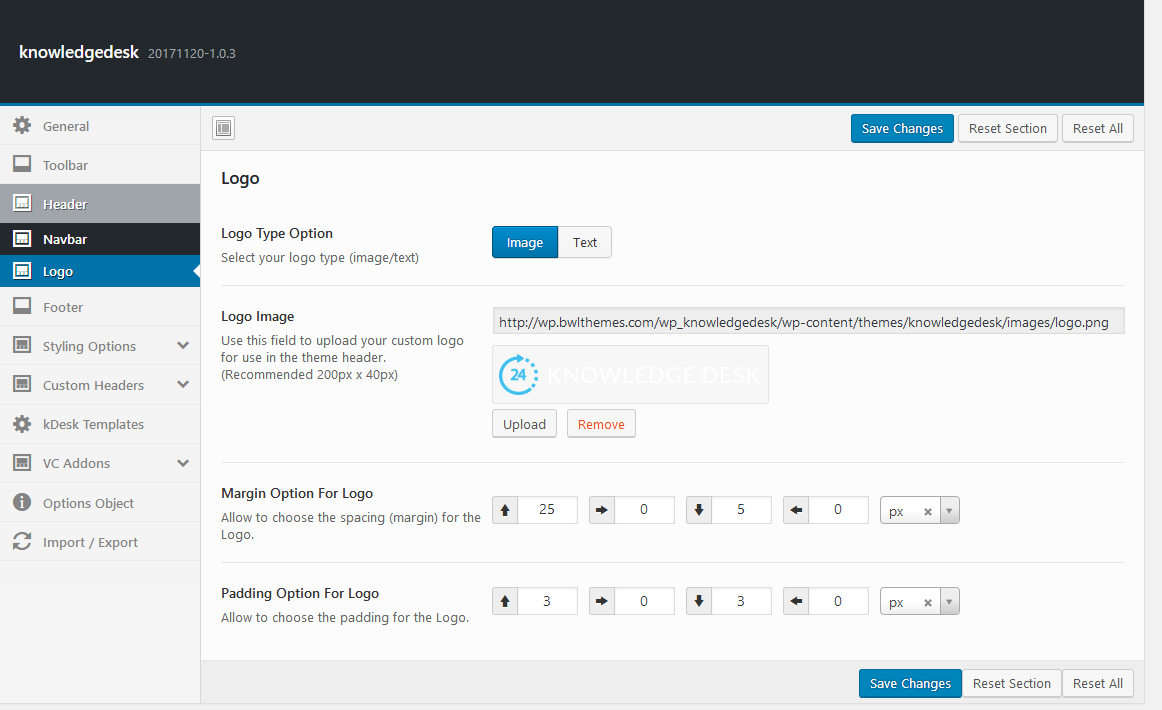 knowledgedesk 20171120-1.0.3
General
Toolbar
Header
Navbar
Logo
Footer
Styling Options
Custom Headers
kDesk Templates
VC Addons
Options Object
Import / Export
Save Changes Reset Section Reset All
Logo
Logo Type Option
Select your logo type (image/text)
Image Text
Logo Image
Use this field to upload your custom logo
for use in the theme header.
(Recommended 200px x 40px)
http://wp.bwlthemes.com/wp_knowledgedesk/wp-content/themes/knowledgedesk/images/logo.png
24 KNOWLEDGE DESK
Upload Remove
Margin Option For Logo
Allow to choose the spacing (margin) for the
Logo.
25 0 5 0 px
Padding Option For Logo
Allow to choose the padding for the Logo.
3 0 3 0 px
Save Changes Reset Section Reset All